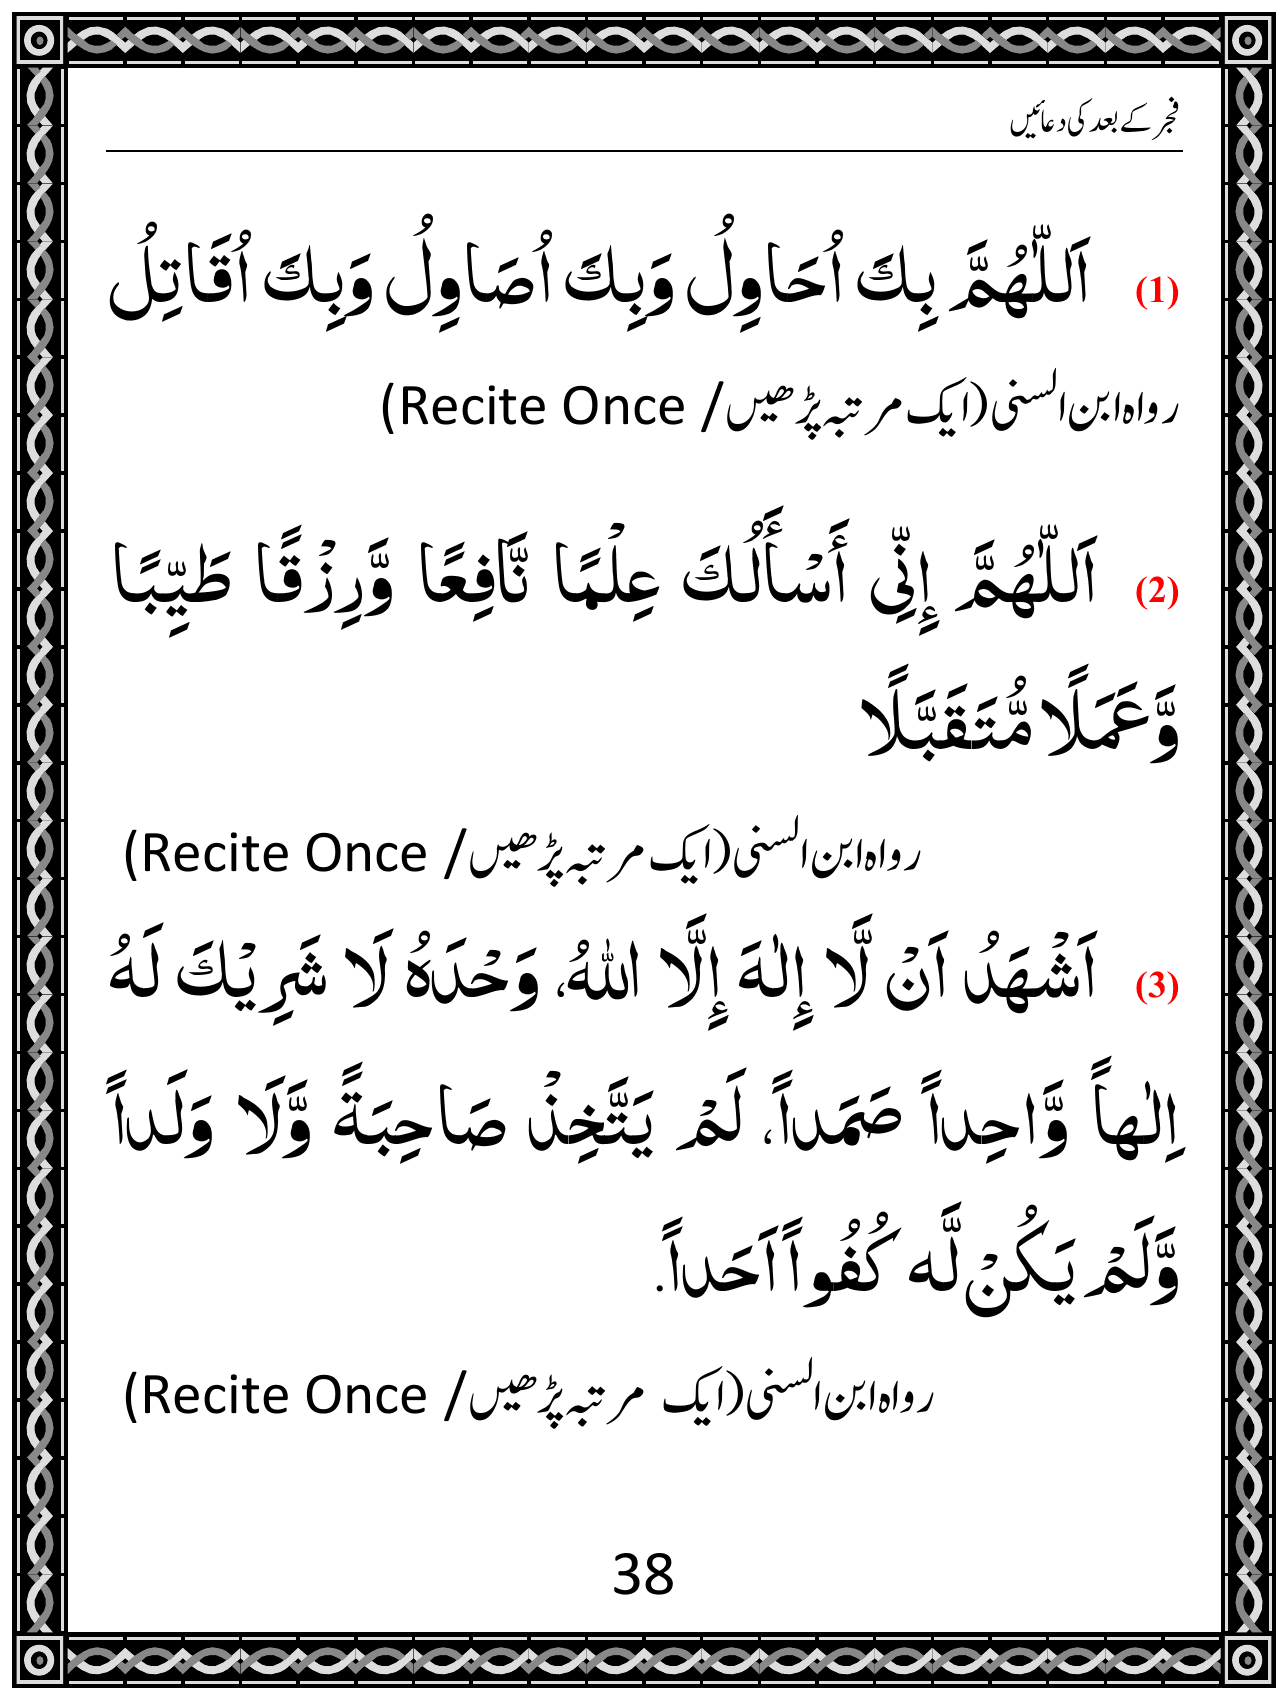 فجر کے بعد کی دعائیں
(1) اَللّٰهُمَّ بِكَ اُحَاوِلُ وَبِكَ اُصَاوِلُ وَبِكَ اُقَاتِلُ
رواہ ابن السنی (ایک مرتبہ پڑھیں/ Recite Once)
(2) اَللّٰهُمَّ إِنِّی أَسْأَلُكَ عِلْمًا نَّافِعًا وَّرِزْقًا طَيِّبًا
وَّعَمَلًا مُّتَقَبَّلًا
رواہ ابن السنی (ایک مرتبہ پڑھیں/ Recite Once)
(3) اَشْهَدُ اَنْ لَّا إِلٰهَ إِلَّا اللهُ، وَحْدَهُ لَا شَرِيْكَ لَهُ
اِلٰهاً وَّاحِداً صَمَداً، لَمْ يَتَّخِذْ صَاحِبَةً وَّلَا وَلَداً
وَّلَمْ يَكُنْ لَّه كُفُواً اَحَداً.
رواہ ابن السنی (ایک مرتبہ پڑھیں/ Recite Once)
38